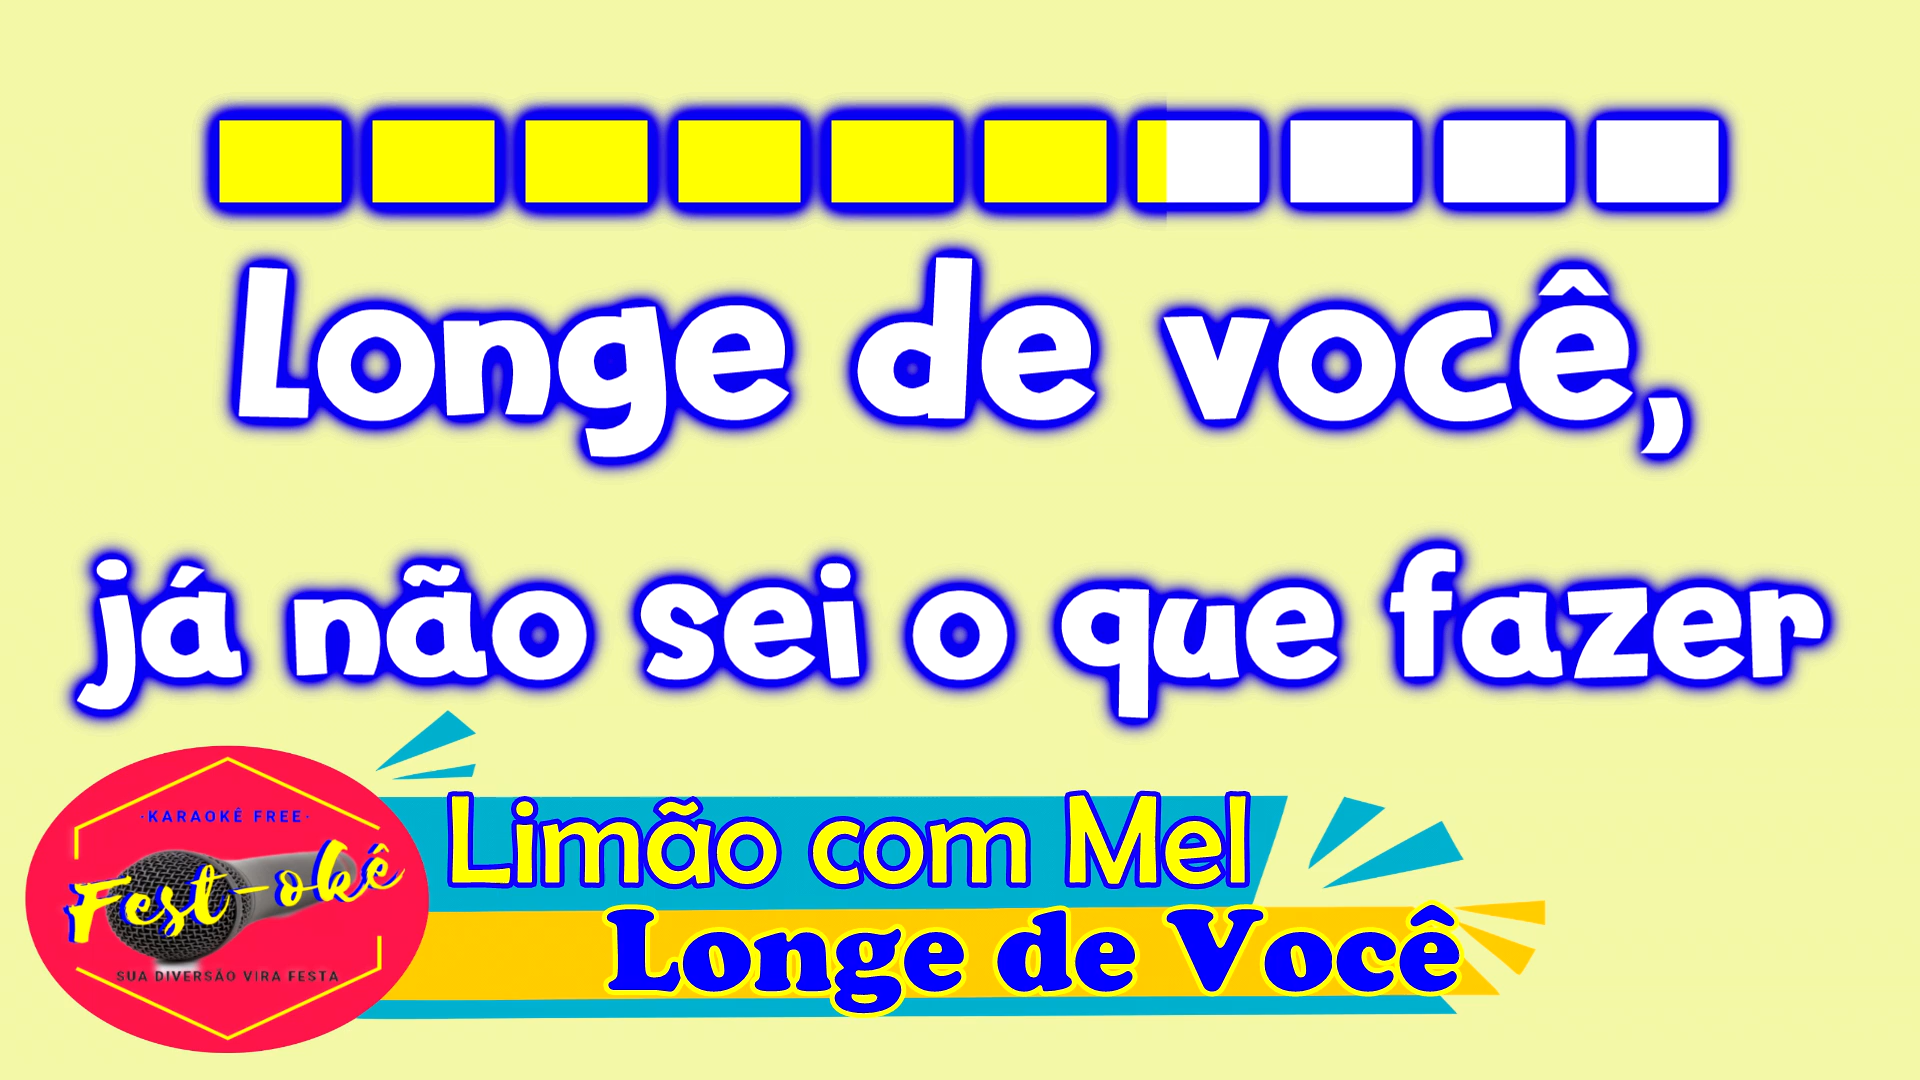 Longe de você,
já não sei o que fazer
·KARAOKÊ FREE·
Fest-okê
SUA DIVERSÃO VIRA FESTA
Limão com Mel
Longe de Você